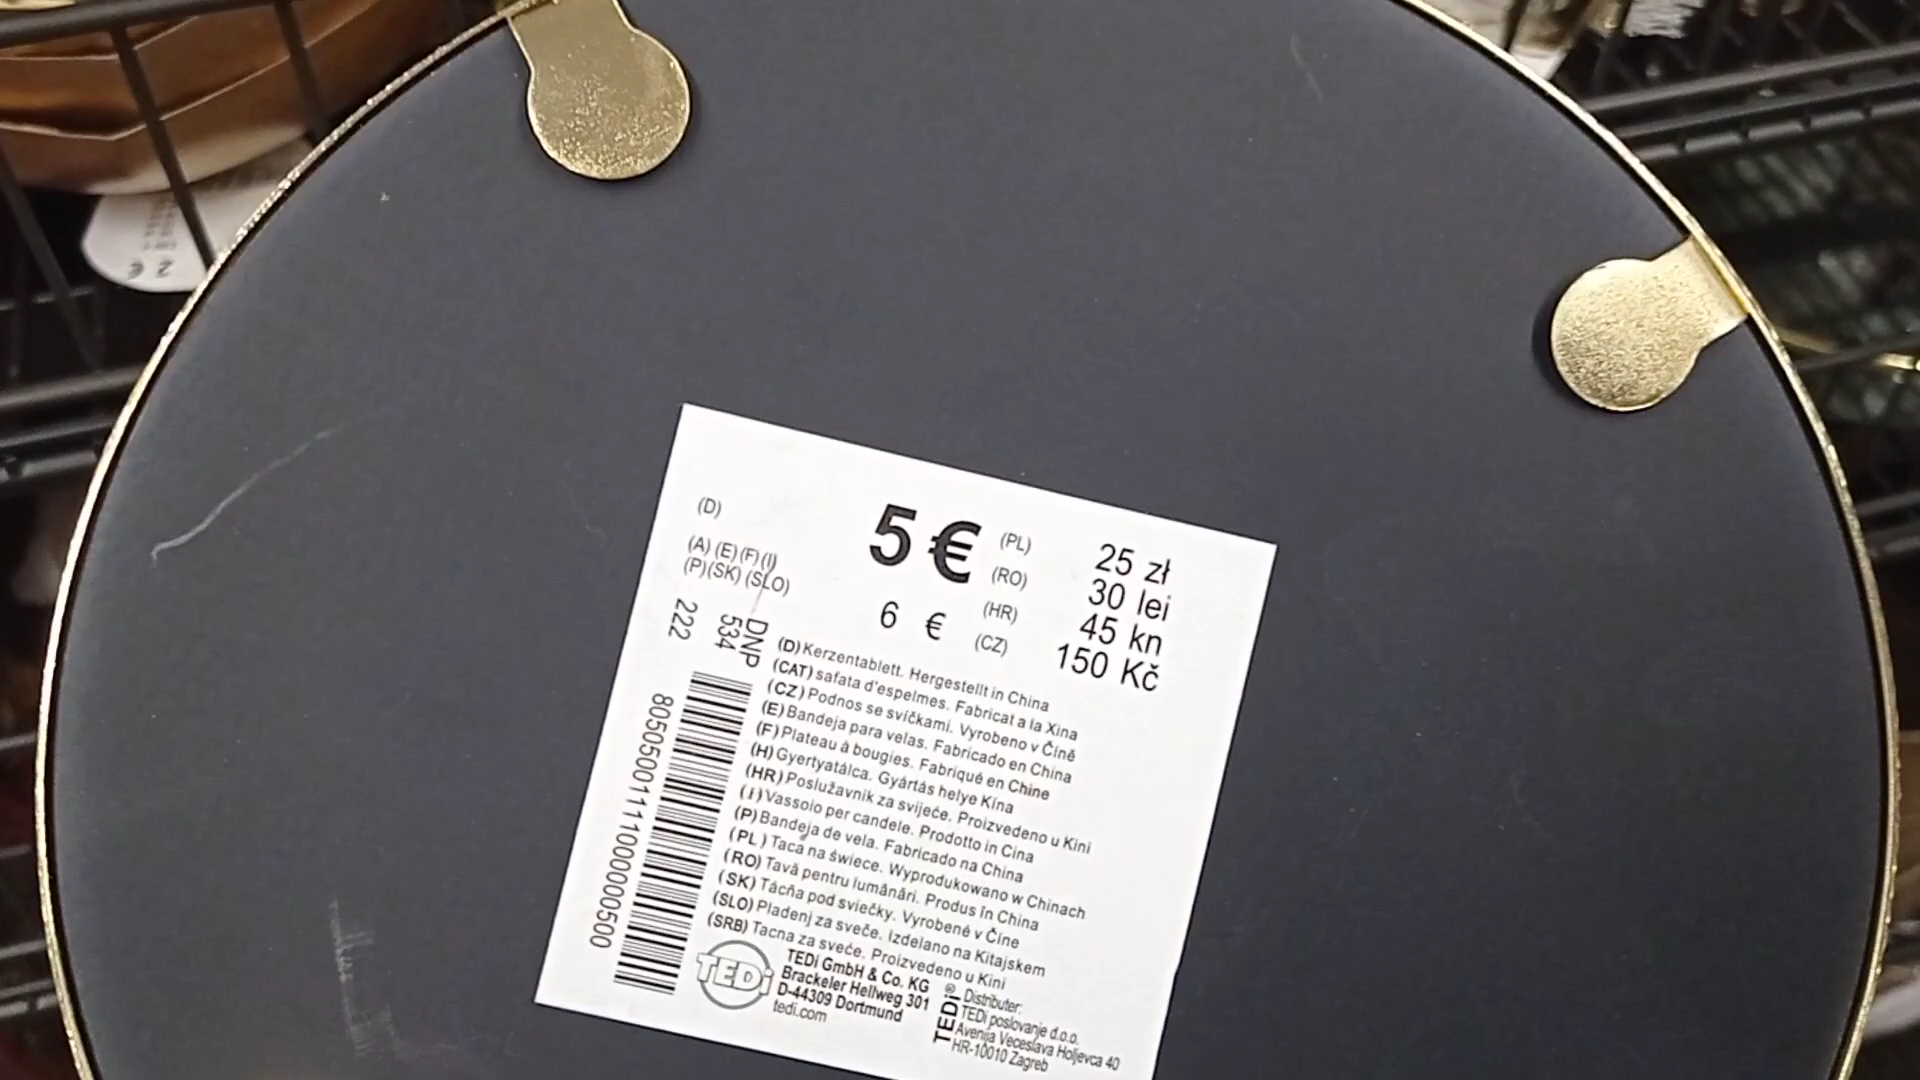 (D) 5 € (PL) 25 zł
(A) (E) (F) (I) (RO) 30 lei
(P) (SK) (SLO) 6 € (HR) 45 kn
(CZ) 150 Kč
222 534 DNP
8050500111100000000500
(D) Kerzentablett. Hergestellt in China
(CAT) safata d'espelmes. Fabricat a la Xina
(CZ) Podnos se svíčkami. Vyrobeno v Číně
(E) Bandeja para velas. Fabricado en China
(F) Plateau à bougies. Fabriqué en Chine
(H) Gyertyatálca. Gyártás helye Kína
(HR) Poslužavnik za svijeće. Proizvedeno u Kini
(I) Vassoio per candele. Prodotto in Cina
(P) Bandeja de vela. Fabricado na China
(PL) Taca na świece. Wyprodukowano w Chinach
(RO) Tavă pentru lumânări. Produs în China
(SK) Tácňa pod sviečky. Vyrobené v Číne
(SLO) Pladenj za sveče. Izdelano na Kitajskem
(SRB) Tacna za sveće. Proizvedeno u Kini
TEDi
TEDi GmbH & Co. KG
Brackeler Hellweg 301
D-44309 Dortmund
tedi.com
TEDi®
Distributer:
TEDi poslovanje d.o.o.
Avenija Veceslava Holjevca 40
HR-10010 Zagreb